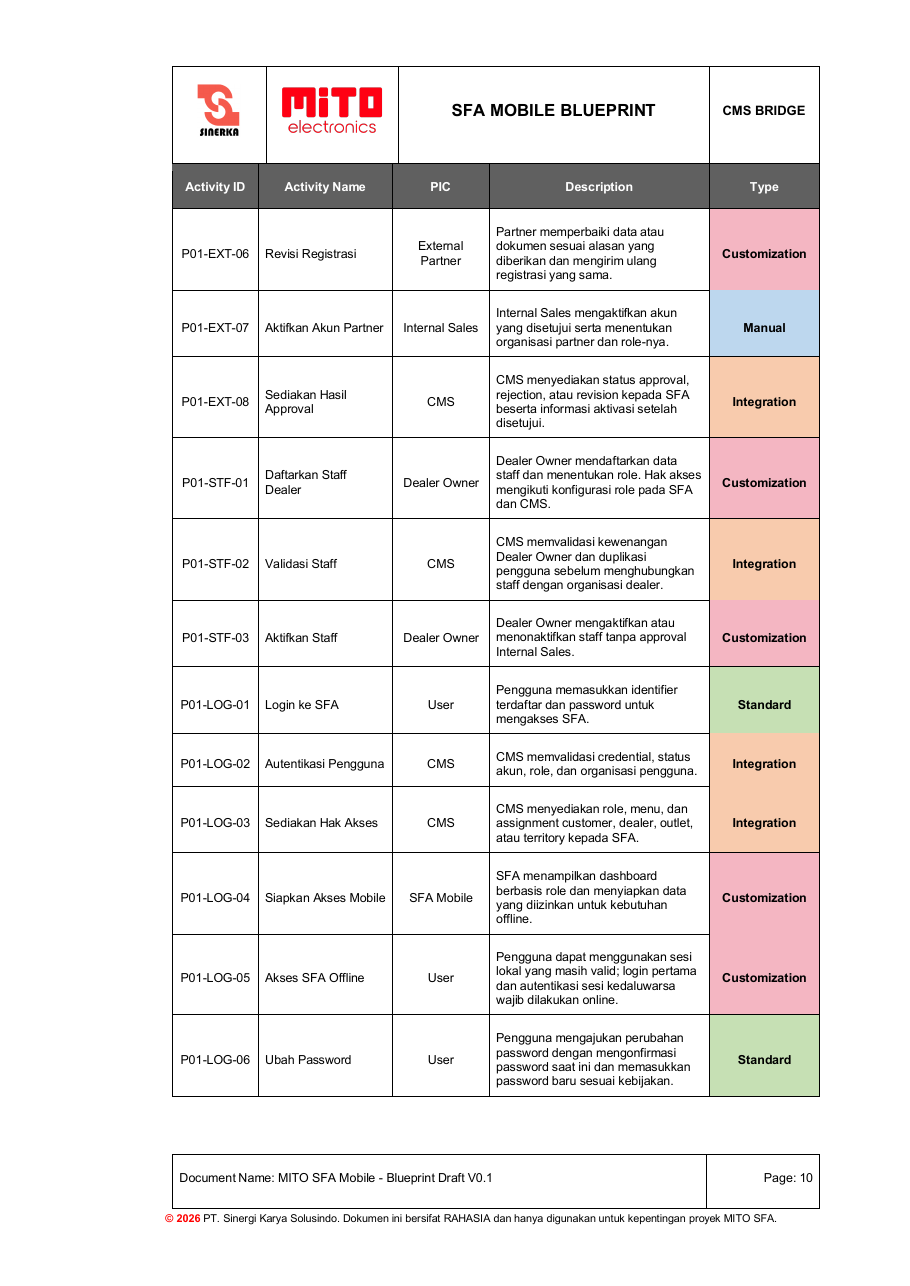 SINERKA
MiTO
electronics
SFA MOBILE BLUEPRINT
CMS BRIDGE
Activity ID
Activity Name
PIC
Description
Type
P01-EXT-06
Revisi Registrasi
External
Partner
Partner memperbaiki data atau
dokumen sesuai alasan yang
diberikan dan mengirim ulang
registrasi yang sama.
Customization
P01-EXT-07
Aktifkan Akun Partner
Internal Sales
Internal Sales mengaktifkan akun
yang disetujui serta menentukan
organisasi partner dan role-nya.
Manual
P01-EXT-08
Sediakan Hasil
Approval
CMS
CMS menyediakan status approval,
rejection, atau revision kepada SFA
beserta informasi aktivasi setelah
disetujui.
Integration
P01-STF-01
Daftarkan Staff
Dealer
Dealer Owner
Dealer Owner mendaftarkan data
staff dan menentukan role. Hak akses
mengikuti konfigurasi role pada SFA
dan CMS.
Customization
P01-STF-02
Validasi Staff
CMS
CMS memvalidasi kewenangan
Dealer Owner dan duplikasi
pengguna sebelum menghubungkan
staff dengan organisasi dealer.
Integration
P01-STF-03
Aktifkan Staff
Dealer Owner
Dealer Owner mengaktifkan atau
menonaktifkan staff tanpa approval
Internal Sales.
Customization
P01-LOG-01
Login ke SFA
User
Pengguna memasukkan identifier
terdaftar dan password untuk
mengakses SFA.
Standard
P01-LOG-02
Autentikasi Pengguna
CMS
CMS memvalidasi credential, status
akun, role, dan organisasi pengguna.
Integration
P01-LOG-03
Sediakan Hak Akses
CMS
CMS menyediakan role, menu, dan
assignment customer, dealer, outlet,
atau territory kepada SFA.
Integration
P01-LOG-04
Siapkan Akses Mobile
SFA Mobile
SFA menampilkan dashboard
berbasis role dan menyiapkan data
yang diizinkan untuk kebutuhan
offline.
Customization
P01-LOG-05
Akses SFA Offline
User
Pengguna dapat menggunakan sesi
lokal yang masih valid; login pertama
dan autentikasi sesi kedaluwarsa
wajib dilakukan online.
Customization
P01-LOG-06
Ubah Password
User
Pengguna mengajukan perubahan
password dengan mengonfirmasi
password saat ini dan memasukkan
password baru sesuai kebijakan.
Standard
Document Name: MITO SFA Mobile - Blueprint Draft V0.1
Page: 10
© 2026 PT. Sinergi Karya Solusindo. Dokumen ini bersifat RAHASIA dan hanya digunakan untuk kepentingan proyek MITO SFA.